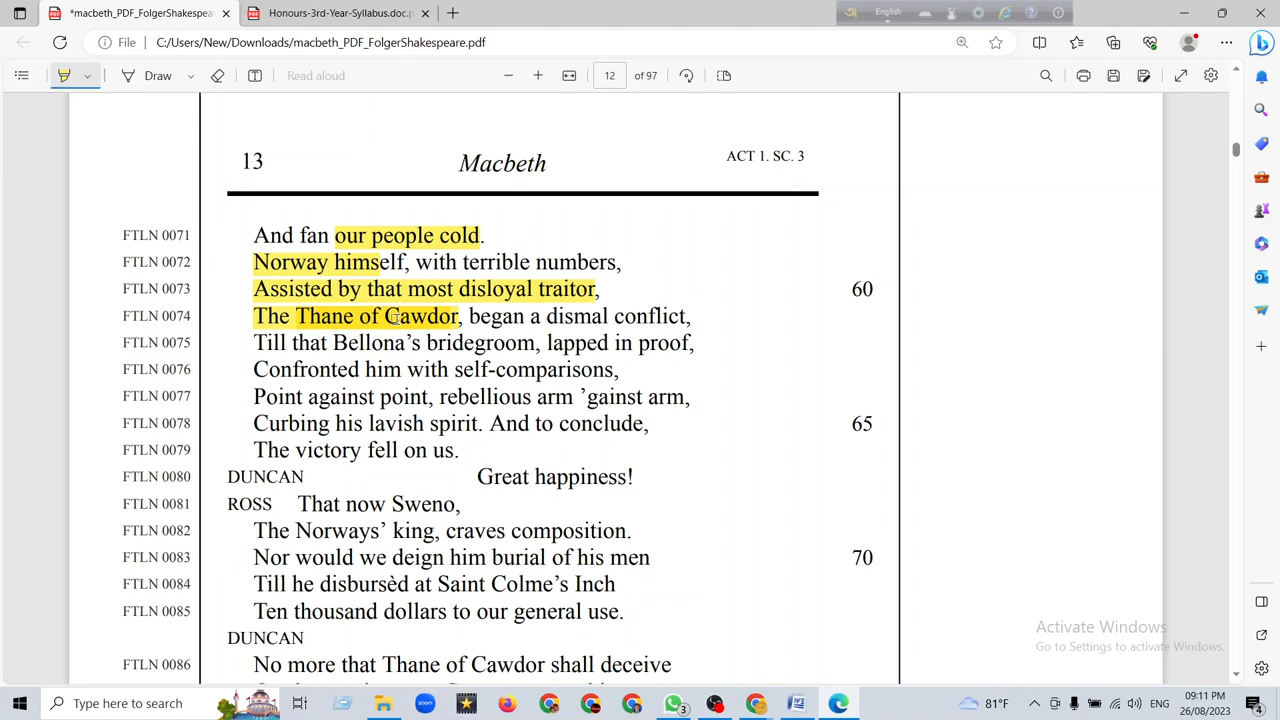 *macbeth_PDF_FolgerShakespeare
Honours-3rd-Year-Syllabus.doc.p
English
File
C:/Users/New/Downloads/macbeth_PDF_FolgerShakespeare.pdf
Draw
Read aloud
12 of 97
13 Macbeth ACT 1. SC. 3
FTLN 0071 And fan our people cold.
FTLN 0072 Norway himself, with terrible numbers,
FTLN 0073 Assisted by that most disloyal traitor, 60
FTLN 0074 The Thane of Cawdor, began a dismal conflict,
FTLN 0075 Till that Bellona’s bridegroom, lapped in proof,
FTLN 0076 Confronted him with self-comparisons,
FTLN 0077 Point against point, rebellious arm ’gainst arm,
FTLN 0078 Curbing his lavish spirit. And to conclude, 65
FTLN 0079 The victory fell on us.
FTLN 0080 DUNCAN Great happiness!
FTLN 0081 ROSS That now Sweno,
FTLN 0082 The Norways’ king, craves composition.
FTLN 0083 Nor would we deign him burial of his men 70
FTLN 0084 Till he disbursèd at Saint Colme’s Inch
FTLN 0085 Ten thousand dollars to our general use.
DUNCAN
FTLN 0086 No more that Thane of Cawdor shall deceive
Activate Windows
Go to Settings to activate Windows.
Type here to search
3
81°F
ENG
09:11 PM
26/08/2023
4